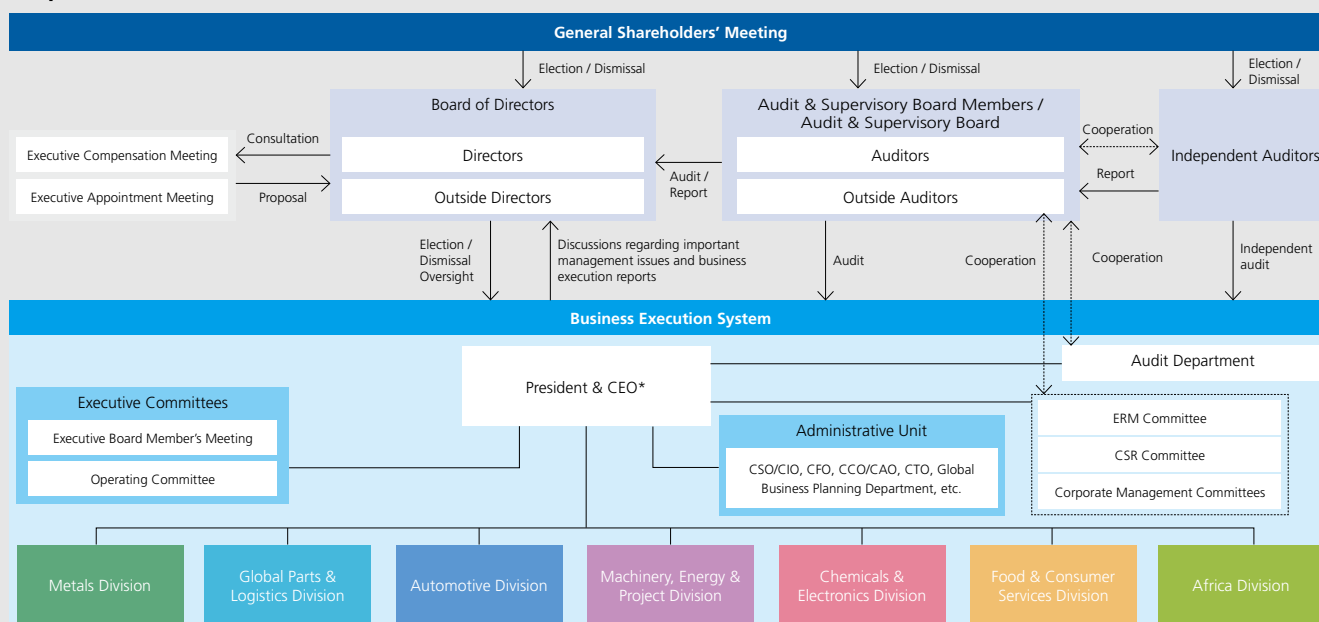 General Shareholders' Meeting
Election / Dismissal
Election / Dismissal
Election /
Dismissal
Board of Directors
Directors
Outside Directors
Audit & Supervisory Board Members /
Audit & Supervisory Board
Auditors
Outside Auditors
Independent Auditors
Consultation
Executive Compensation Meeting
Executive Appointment Meeting
Proposal
Audit /
Report
Cooperation
Report
Election /
Dismissal
Oversight
Discussions regarding important
management issues and business
execution reports
Audit
Cooperation
Cooperation
Independent
audit
Business Execution System
President & CEO*
Audit Department
Executive Committees
Executive Board Member's Meeting
Operating Committee
Administrative Unit
CSO/CIO, CFO, CCO/CAO, CTO, Global
Business Planning Department, etc.
ERM Committee
CSR Committee
Corporate Management Committees
Metals Division
Global Parts &
Logistics Division
Automotive Division
Machinery, Energy &
Project Division
Chemicals &
Electronics Division
Food & Consumer
Services Division
Africa Division